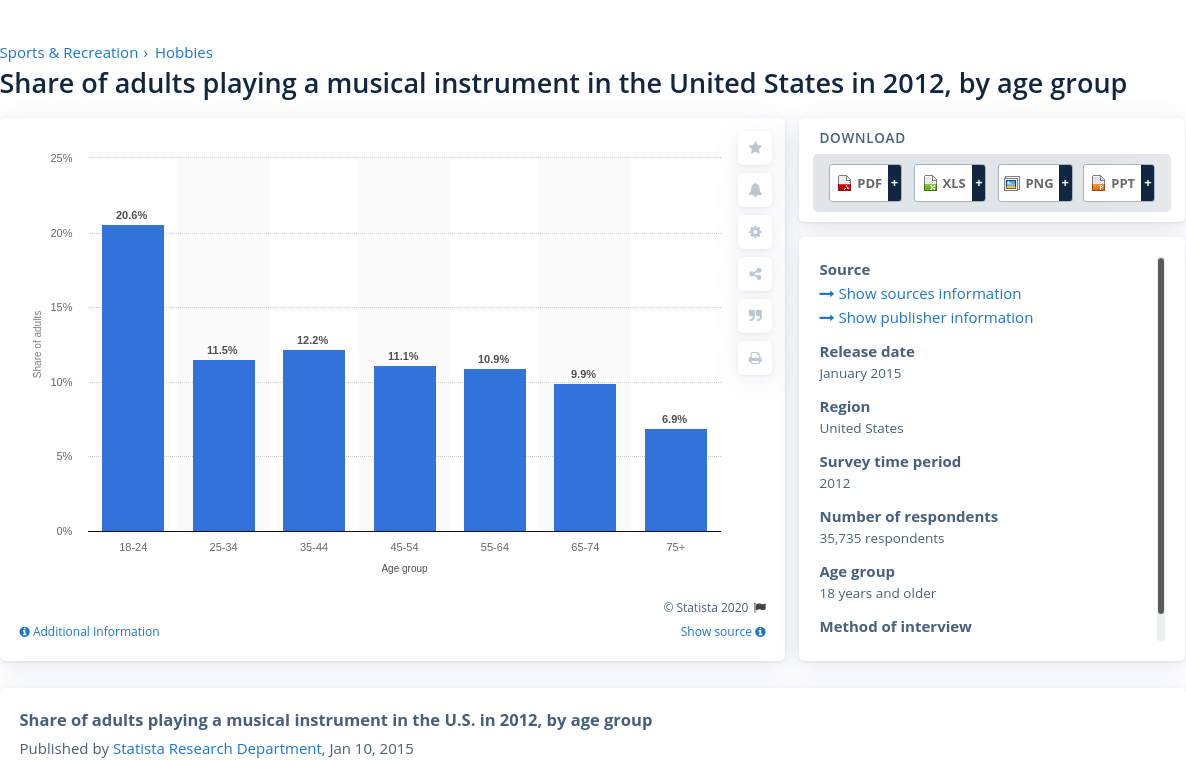 Sports & Recreation › Hobbies
Share of adults playing a musical instrument in the United States in 2012, by age group
25%
20%
15%
10%
5%
0%
Share of adults
20.6%
11.5%
12.2%
11.1%
10.9%
9.9%
6.9%
18-24
25-34
35-44
45-54
55-64
65-74
75+
Age group
© Statista 2020
Additional Information
Show source
DOWNLOAD
PDF +
XLS +
PNG +
PPT +
Source
Show sources information
Show publisher information
Release date
January 2015
Region
United States
Survey time period
2012
Number of respondents
35,735 respondents
Age group
18 years and older
Method of interview
Share of adults playing a musical instrument in the U.S. in 2012, by age group
Published by Statista Research Department, Jan 10, 2015